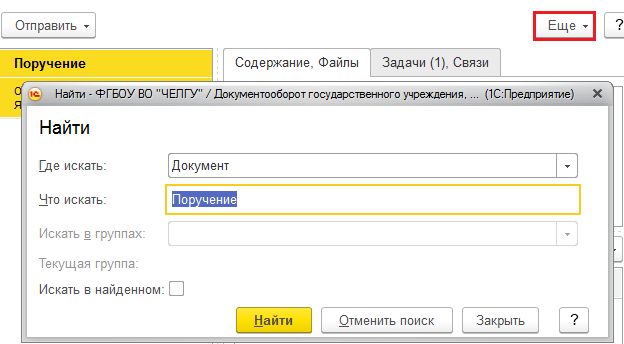 Отправить
Еще
?
Поручение
Содержание, Файлы
Задачи (1), Связи
Найти - ФГБОУ ВО "ЧЕЛГУ" / Документооборот государственного учреждения, ... (1С:Предприятие)
Найти
Где искать:
Документ
Что искать:
Поручение
Искать в группах:
Текущая группа:
Искать в найденном:
Найти
Отменить поиск
Закрыть
?